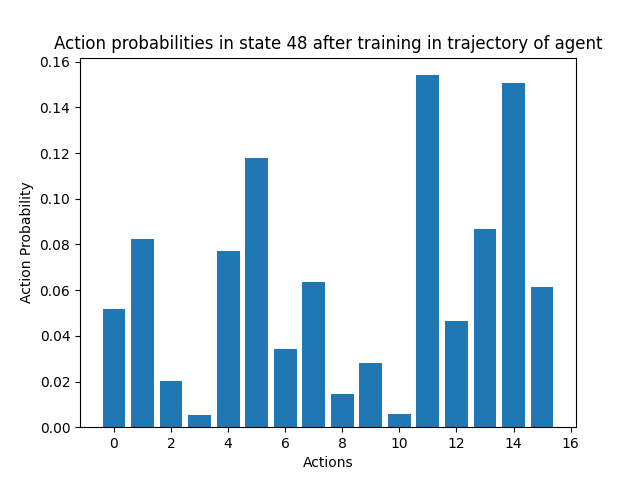 Action probabilities in state 48 after training in trajectory of agent
0.16
0.14
0.12
0.10
0.08
0.06
0.04
0.02
0.00
Action Probability
0 2 4 6 8 10 12 14 16
Actions